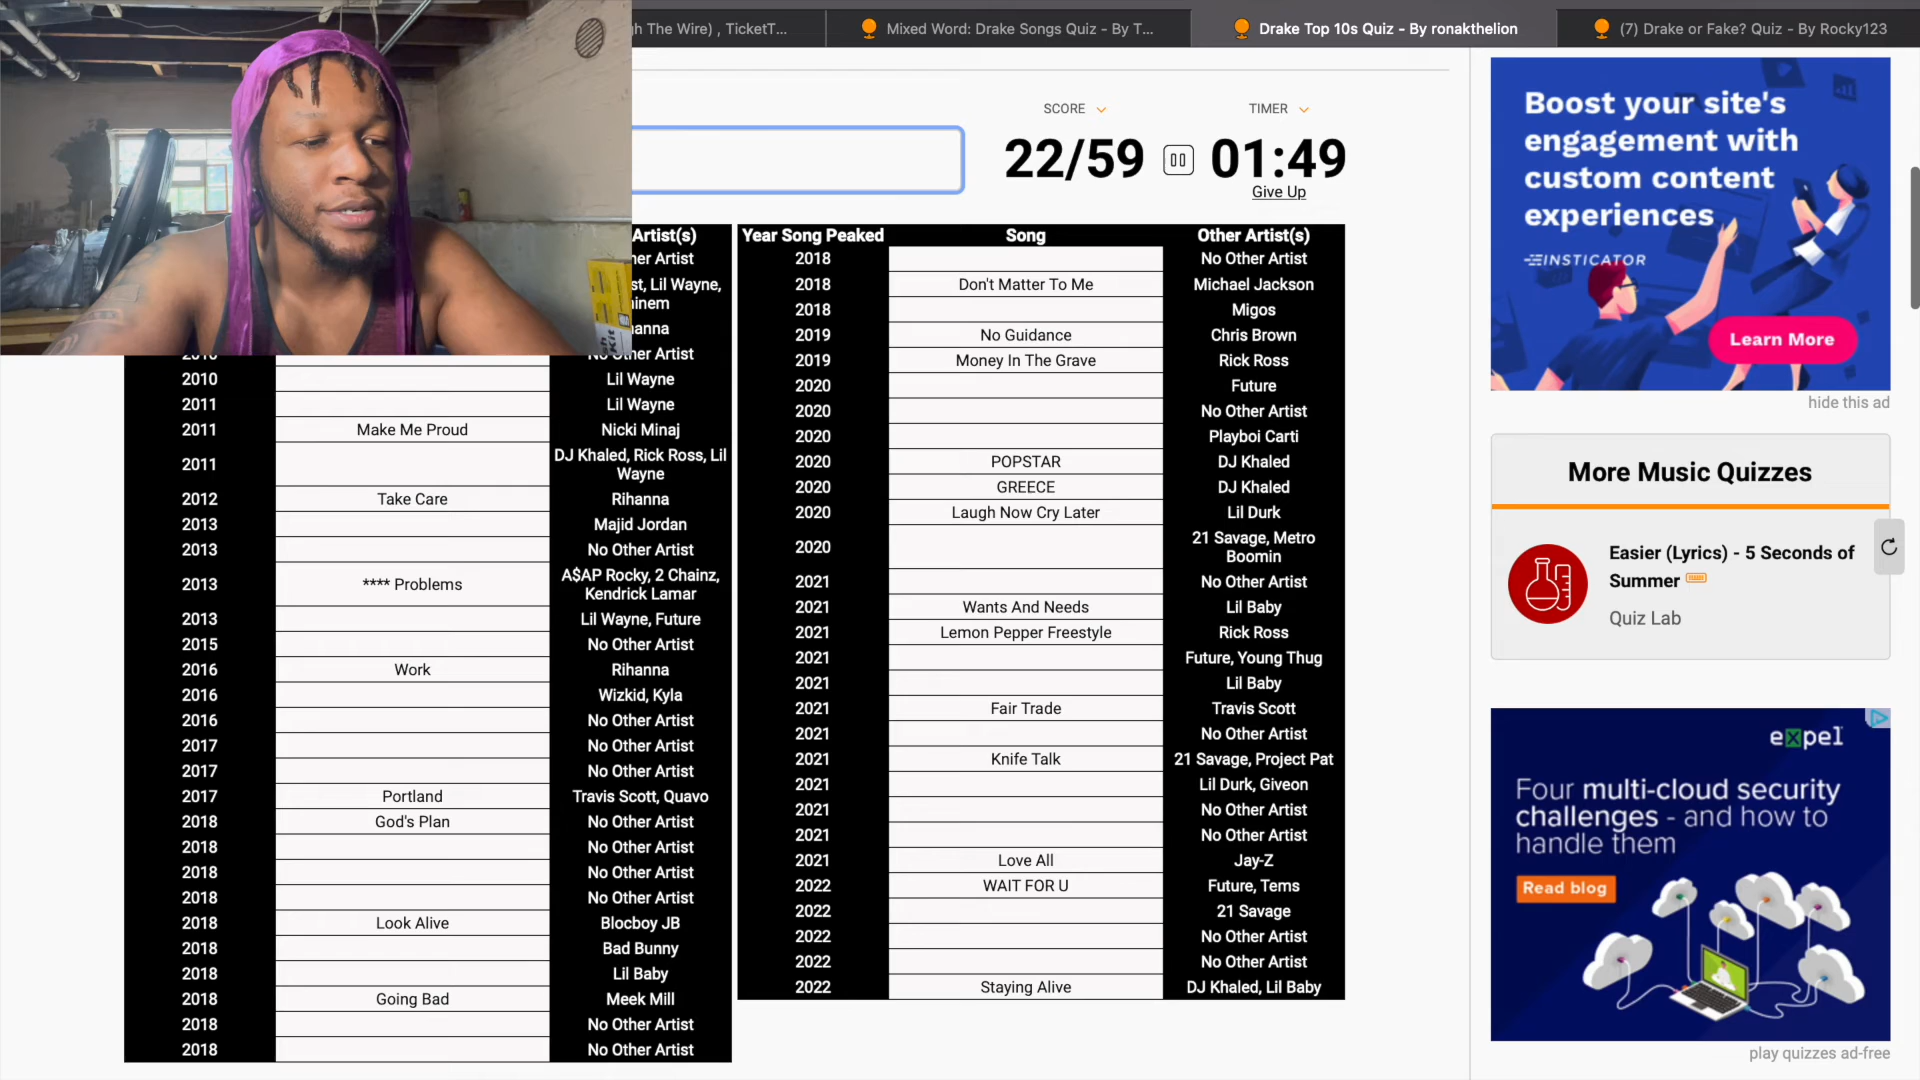 gh The Wire) , TicketT...
Mixed Word: Drake Songs Quiz - By T...
Drake Top 10s Quiz - By ronakthelion
(7) Drake or Fake? Quiz - By Rocky123
SCORE
TIMER
22/59
01:49
Give Up
Artist(s)
her Artist
st, Lil Wayne,
inem
hanna
No Other Artist
2010 Lil Wayne
2011 Lil Wayne
2011 Make Me Proud Nicki Minaj
2011 DJ Khaled, Rick Ross, Lil
Wayne
2012 Take Care Rihanna
2013 Majid Jordan
2013 No Other Artist
2013 **** Problems A$AP Rocky, 2 Chainz,
Kendrick Lamar
2013 Lil Wayne, Future
2015 No Other Artist
2016 Work Rihanna
2016 Wizkid, Kyla
2016 No Other Artist
2017 No Other Artist
2017 No Other Artist
2017 Portland Travis Scott, Quavo
2018 God's Plan No Other Artist
2018 No Other Artist
2018 No Other Artist
2018 No Other Artist
2018 Look Alive Blocboy JB
2018 Bad Bunny
2018 Lil Baby
2018 Going Bad Meek Mill
2018 No Other Artist
2018 No Other Artist
Year Song Peaked Song Other Artist(s)
2018 No Other Artist
2018 Don't Matter To Me Michael Jackson
2018 Migos
2019 No Guidance Chris Brown
2019 Money In The Grave Rick Ross
2020 Future
2020 No Other Artist
2020 Playboi Carti
2020 POPSTAR DJ Khaled
2020 GREECE DJ Khaled
2020 Laugh Now Cry Later Lil Durk
2020 21 Savage, Metro
Boomin
2021 No Other Artist
2021 Wants And Needs Lil Baby
2021 Lemon Pepper Freestyle Rick Ross
2021 Future, Young Thug
2021 Lil Baby
2021 Fair Trade Travis Scott
2021 No Other Artist
2021 Knife Talk 21 Savage, Project Pat
2021 Lil Durk, Giveon
2021 No Other Artist
2021 No Other Artist
2021 Love All Jay-Z
2022 WAIT FOR U Future, Tems
2022 21 Savage
2022 No Other Artist
2022 No Other Artist
2022 Staying Alive DJ Khaled, Lil Baby
Boost your site's
engagement with
custom content
experiences
INSTICATOR
Learn More
hide this ad
More Music Quizzes
Easier (Lyrics) - 5 Seconds of
Summer
Quiz Lab
expel
Four multi-cloud security
challenges - and how to
handle them
Read blog
play quizzes ad-free